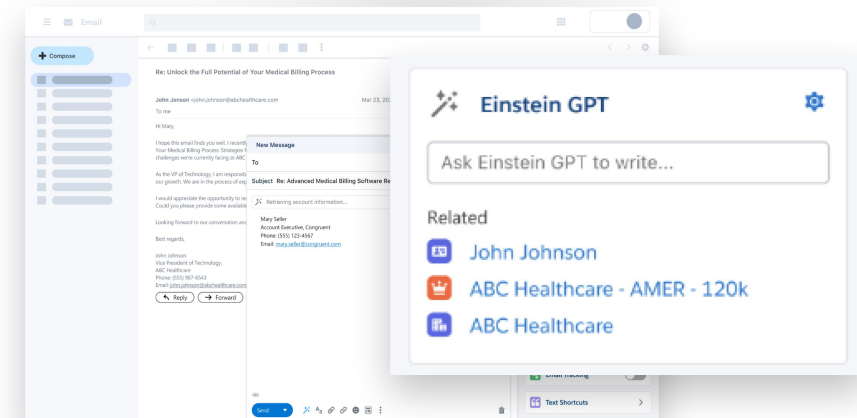 Email
Compose
Re: Unlock the Full Potential of Your Medical Billing Process
John Jonson <john.johnson@abchealthcare.com
Mar 23, 20
To me
Hi Mary,
I hope this email finds you well. I recently
Your Medical Billing Process: Strategies f
challenges we're currently facing at ABC
As the VP of Technology, I am responsib
our growth. We are in the process of exp
I would appreciate the opportunity to le
Could you please provide some available
Looking forward to our conversation and
Best regards,
John Johnson
Vice President of Technology,
ABC Healthcare
Phone: (555) 987-6543
Email: john.johnson@abchealthcare.com
Reply
Forward
New Message
To
Subject Re: Advanced Medical Billing Software Re
Retrieving account information...
Mary Seller
Account Executive, Congruent
Phone: (555) 123-4567
Email: mary.seller@congruent.com
Send
Einstein GPT
Ask Einstein GPT to write...
Related
John Johnson
ABC Healthcare - AMER - 120k
ABC Healthcare
Email Tracking
Text Shortcuts